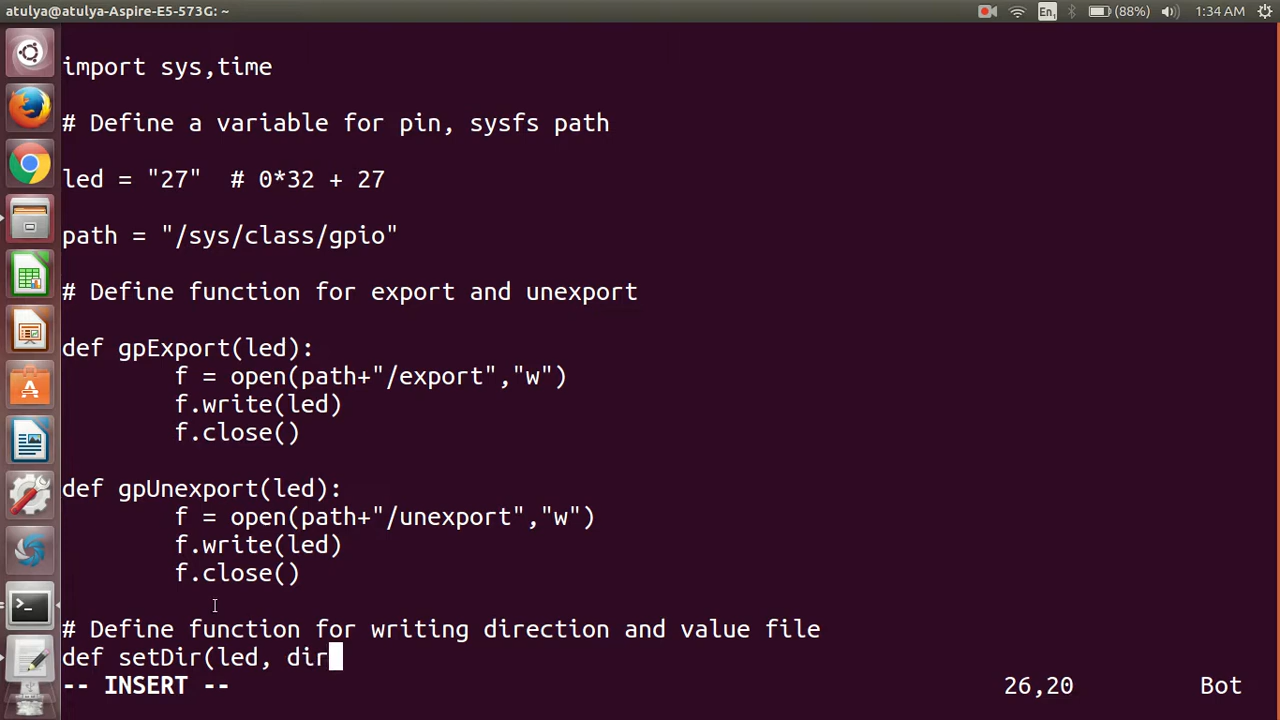 atulya@atulya-Aspire-E5-573G: ~
En1
(88%)
1:34 AM
import sys,time
# Define a variable for pin, sysfs path
led = "27"  # 0*32 + 27
path = "/sys/class/gpio"
# Define function for export and unexport
def gpExport(led):
        f = open(path+"/export","w")
        f.write(led)
        f.close()
def gpUnexport(led):
        f = open(path+"/unexport","w")
        f.write(led)
        f.close()
# Define function for writing direction and value file
def setDir(led, dir
-- INSERT --
26,20
Bot